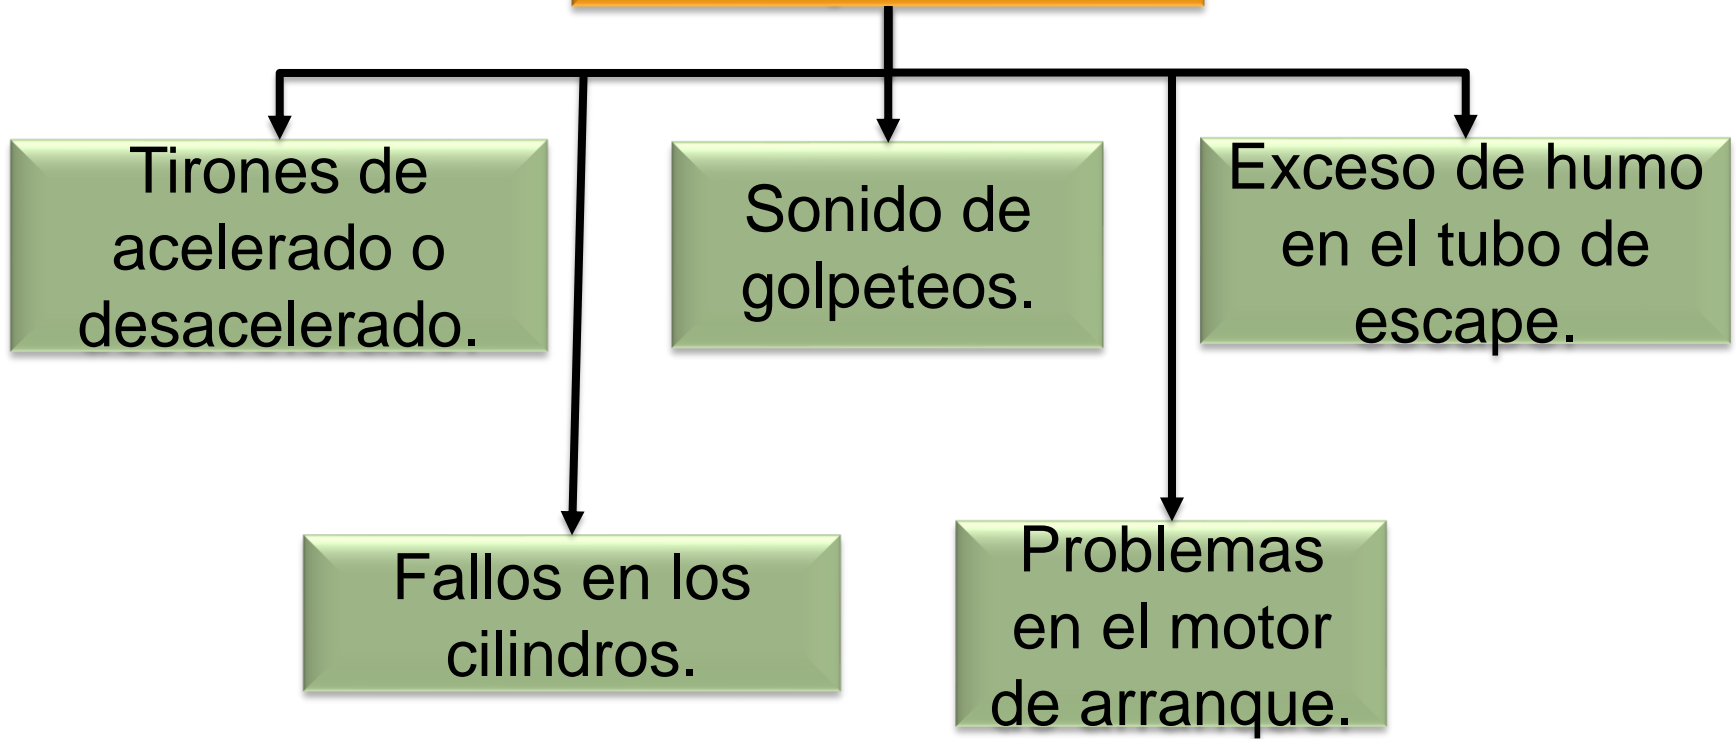 Tirones de
acelerado o
desacelerado.
Sonido de
golpeteos.
Exceso de humo
en el tubo de
escape.
Fallos en los
cilindros.
Problemas
en el motor
de arranque.